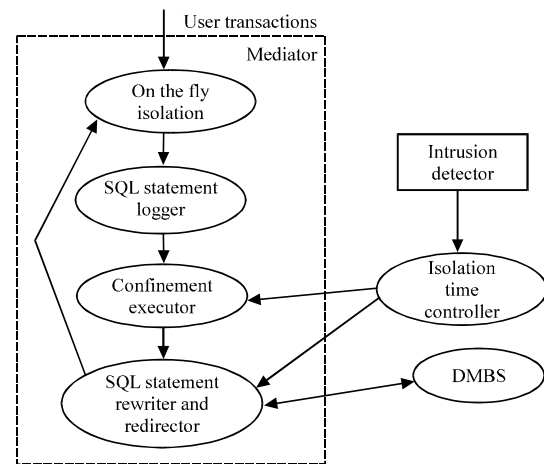 User transactions
Mediator
On the fly
isolation
SQL statement
logger
Confinement
executor
SQL statement
rewriter and
redirector
Intrusion
detector
Isolation
time
controller
DMBS